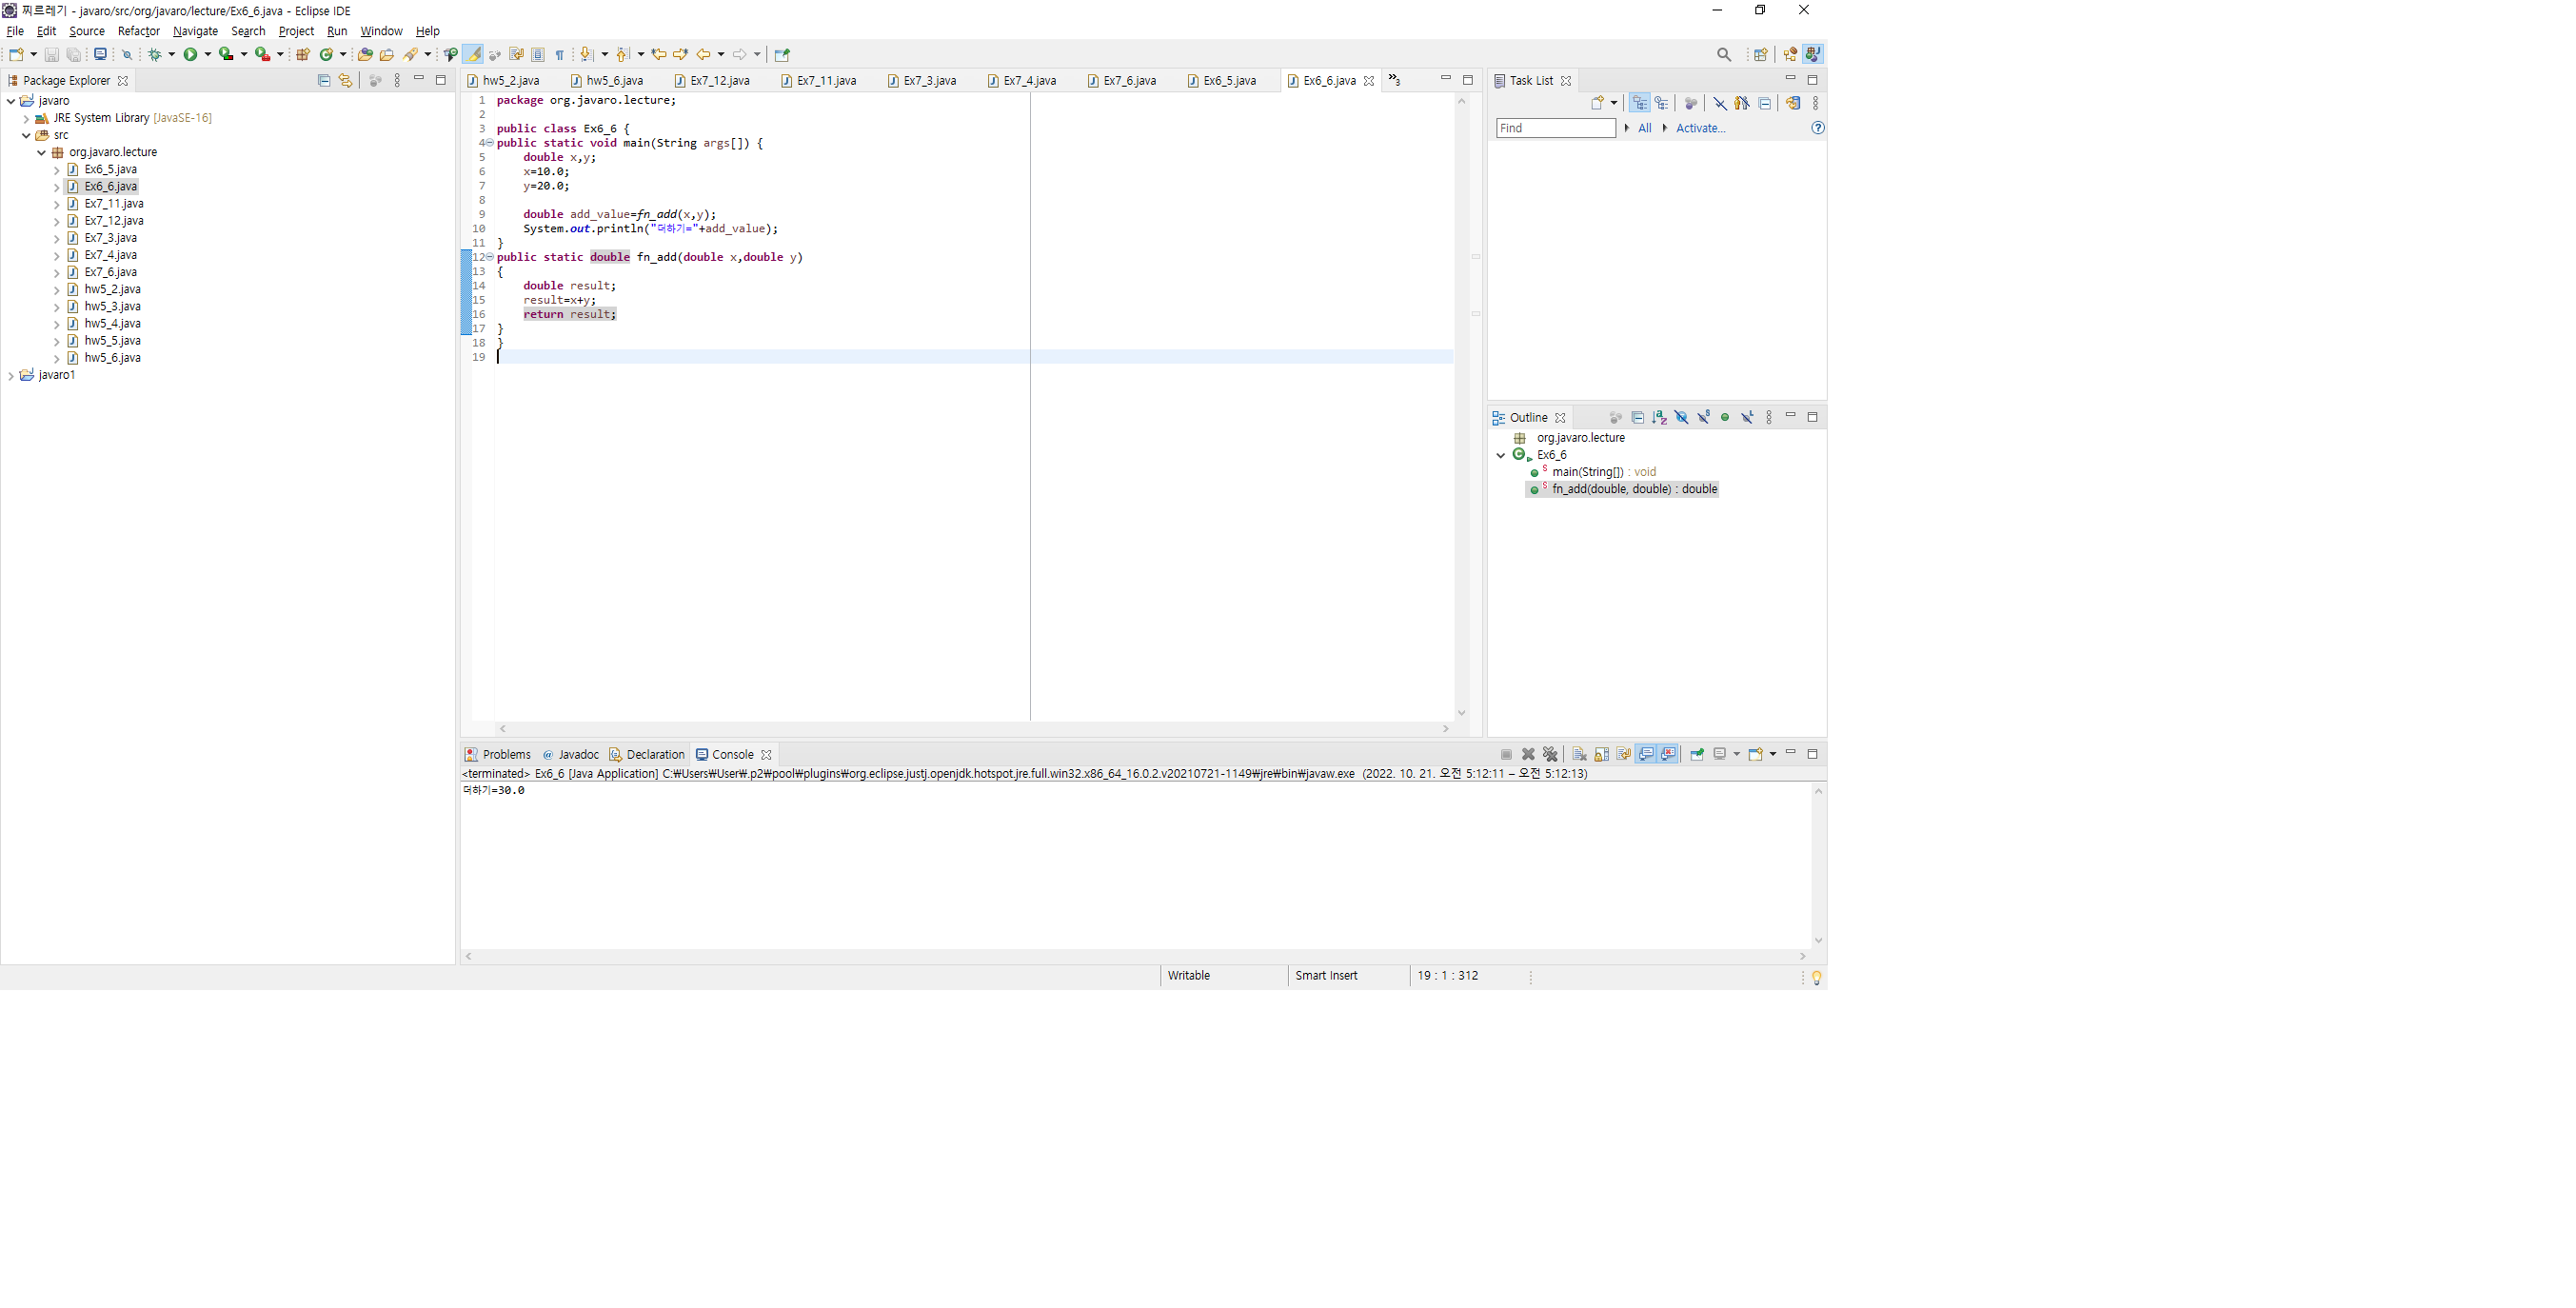 찌르레기 - javaro/src/org/javaro/lecture/Ex6_6.java - Eclipse IDE
File Edit Source Refactor Navigate Search Project Run Window Help
Package Explorer
javaro
JRE System Library [JavaSE-16]
src
org.javaro.lecture
Ex6_5.java
Ex6_6.java
Ex7_11.java
Ex7_12.java
Ex7_3.java
Ex7_4.java
Ex7_6.java
hw5_2.java
hw5_3.java
hw5_4.java
hw5_5.java
hw5_6.java
javaro1
hw5_2.java hw5_6.java Ex7_12.java Ex7_11.java Ex7_3.java Ex7_4.java Ex7_6.java Ex6_5.java Ex6_6.java »3
1 package org.javaro.lecture;
2
3 public class Ex6_6 {
4 public static void main(String args[]) {
5 double x,y;
6 x=10.0;
7 y=20.0;
8
9 double add_value=fn_add(x,y);
10 System.out.println("더하기="+add_value);
11 }
12 public static double fn_add(double x,double y)
13 {
14 double result;
15 result=x+y;
16 return result;
17 }
18 }
19
Task List
Find All Activate...
Outline
org.javaro.lecture
Ex6_6
main(String[]) : void
fn_add(double, double) : double
Problems Javadoc Declaration Console
<terminated> Ex6_6 [Java Application] C:₩Users₩User₩.p2₩pool₩plugins₩org.eclipse.justj.openjdk.hotspot.jre.full.win32.x86_64_16.0.2.v20210721-1149₩jre₩bin₩javaw.exe (2022. 10. 21. 오전 5:12:11 – 오전 5:12:13)
더하기=30.0
Writable Smart Insert 19 : 1 : 312